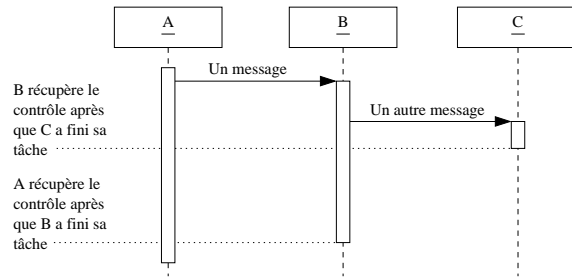 A
B
C
Un message
Un autre message
B récupère le
contrôle après
que C a fini sa
tâche
A récupère le
contrôle après
que B a fini sa
tâche